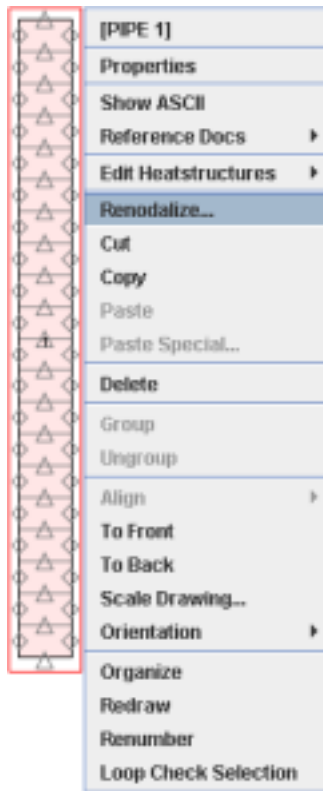 [PIPE 1]
Properties
Show ASCII
Reference Docs
Edit Heatstructures
Renodalize...
Cut
Copy
Paste
Paste Special...
Delete
Group
Ungroup
Align
To Front
To Back
Scale Drawing...
Orientation
Organize
Redraw
Renumber
Loop Check Selection
1